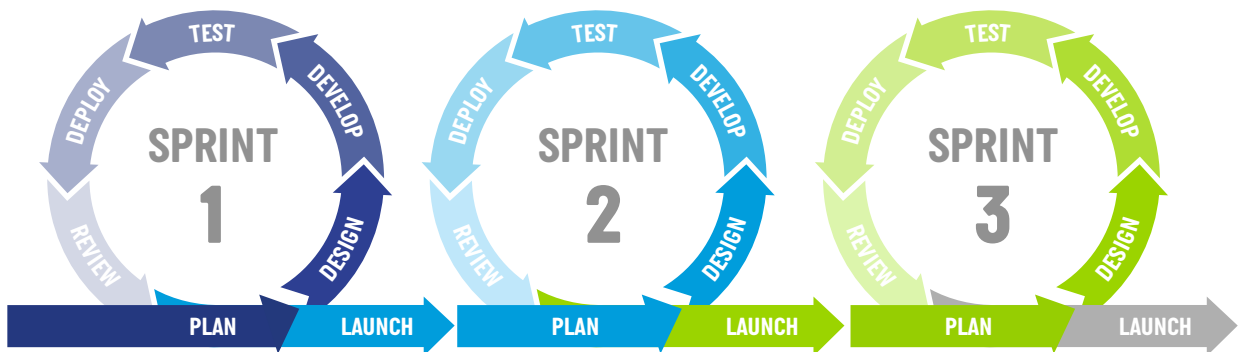 TEST
DEPLOY
DEVELOP
SPRINT
1
REVIEW
DESIGN
PLAN
LAUNCH
TEST
DEPLOY
DEVELOP
SPRINT
2
REVIEW
DESIGN
PLAN
LAUNCH
TEST
DEPLOY
DEVELOP
SPRINT
3
REVIEW
DESIGN
PLAN
LAUNCH